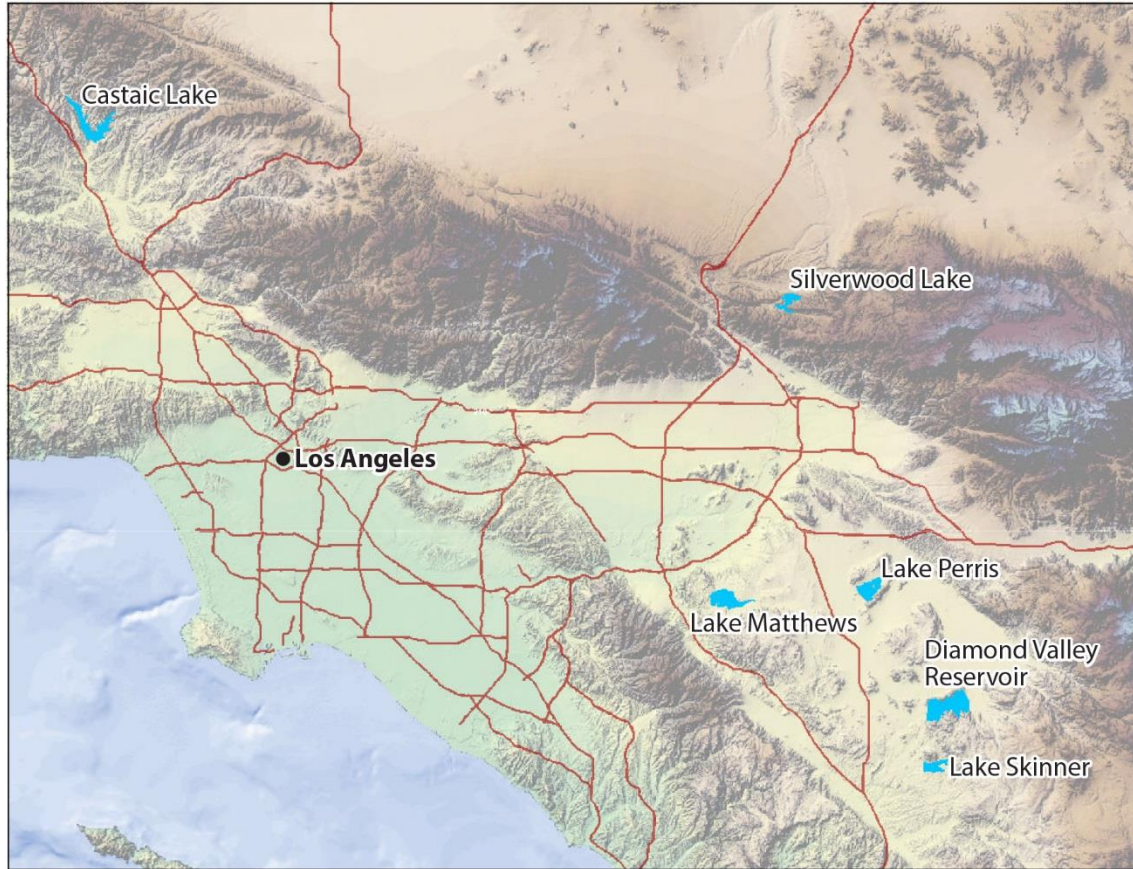 Castaic Lake
Silverwood Lake
Los Angeles
Lake Perris
Lake Matthews
Diamond Valley
Reservoir
Lake Skinner